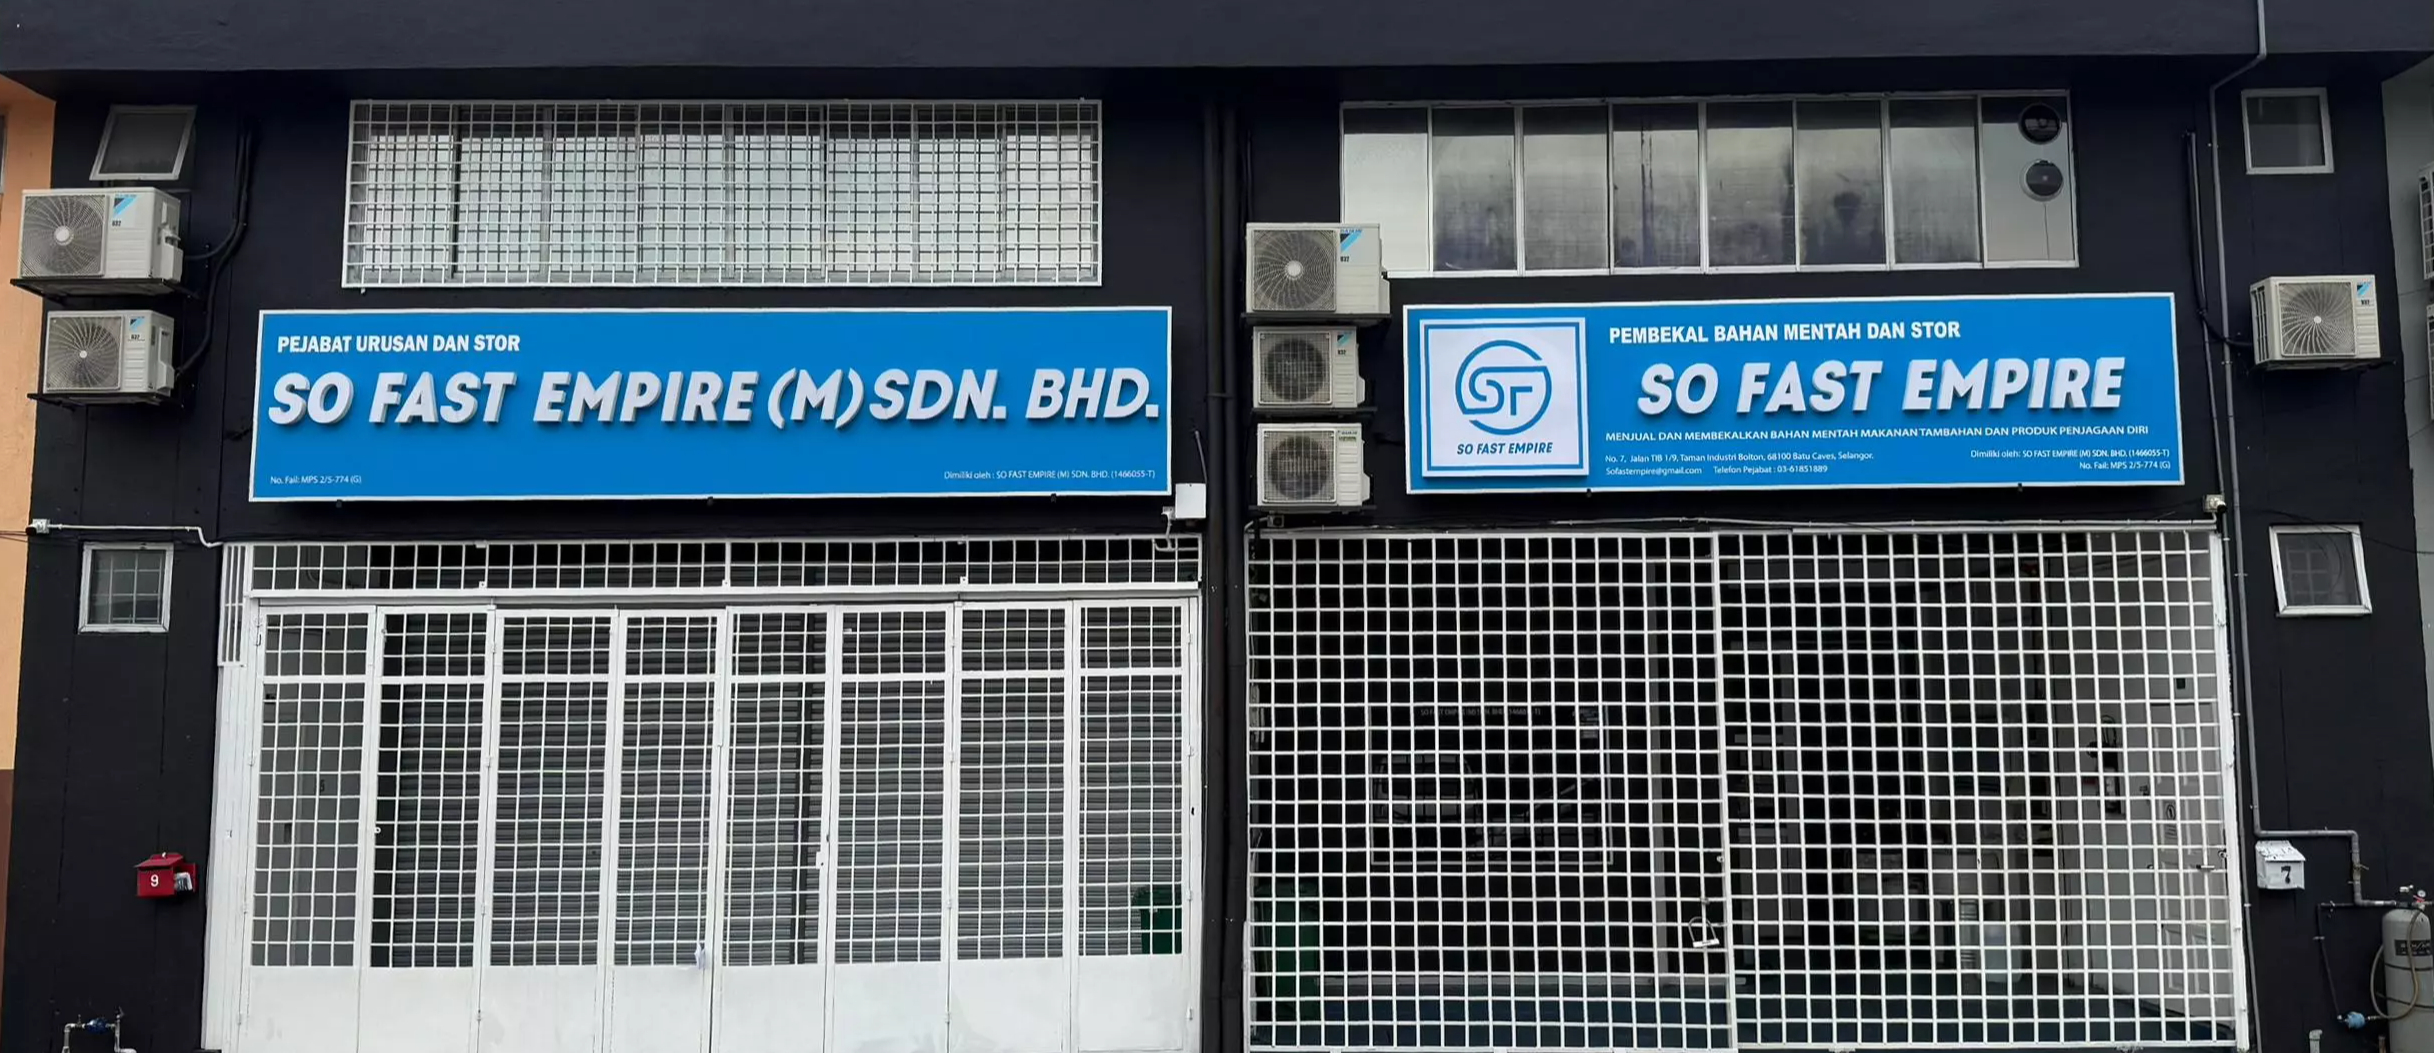 PEJABAT URUSAN DAN STOR
SO FAST EMPIRE (M) SDN. BHD.
No. Fail: MPS 2/5-774 (G)
Dimiliki oleh : SO FAST EMPIRE (M) SDN. BHD. (1466055-T)
SF
SO FAST EMPIRE
PEMBEKAL BAHAN MENTAH DAN STOR
SO FAST EMPIRE
MENJUAL DAN MEMBEKALKAN BAHAN MENTAH MAKANAN TAMBAHAN DAN PRODUK PENJAGAAN DIRI
No. 7, Jalan TIB 1/9, Taman Industri Bolton, 68100 Batu Caves, Selangor.
Sofastempire@gmail.com Telefon Pejabat : 03-61851889
Dimiliki oleh: SO FAST EMPIRE (M) SDN. BHD. (1466055-T)
No. Fail: MPS 2/5-774 (G)
9
7